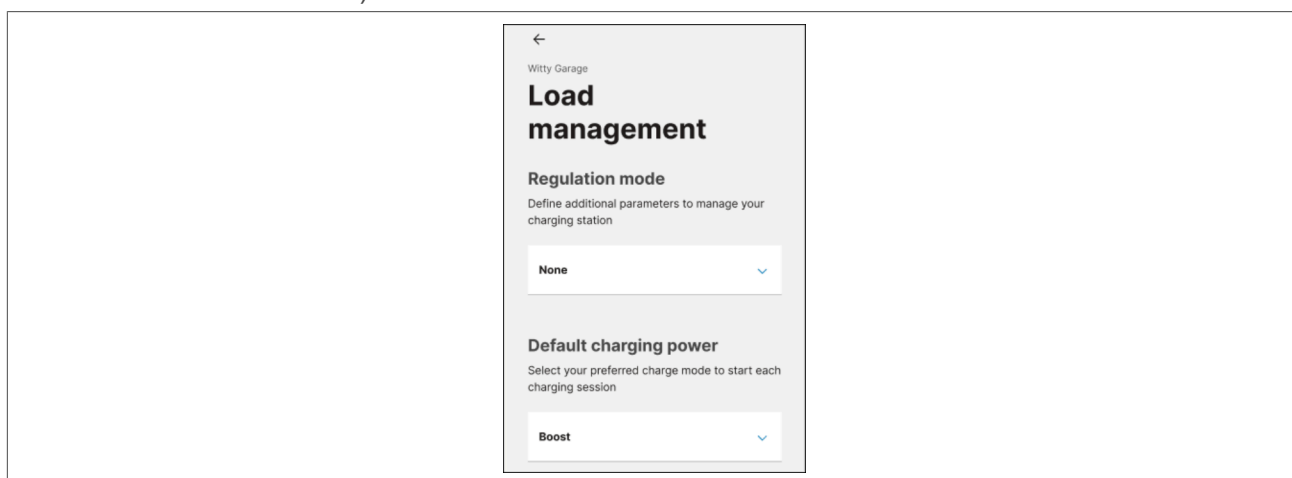 Witty Garage
Load
management
Regulation mode
Define additional parameters to manage your
charging station
None
Default charging power
Select your preferred charge mode to start each
charging session
Boost